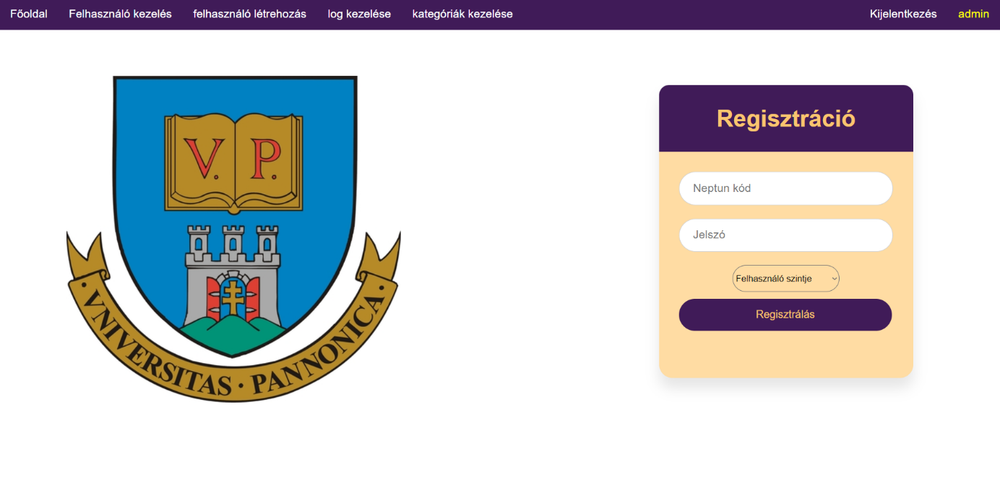 Főoldal Felhasználó kezelés felhasználó létrehozás log kezelése kategóriák kezelése Kijelentkezés admin
V. P.
VNIVERSITAS · PANNONICA
Regisztráció
Neptun kód
Jelszó
Felhasználó szintje
Regisztrálás